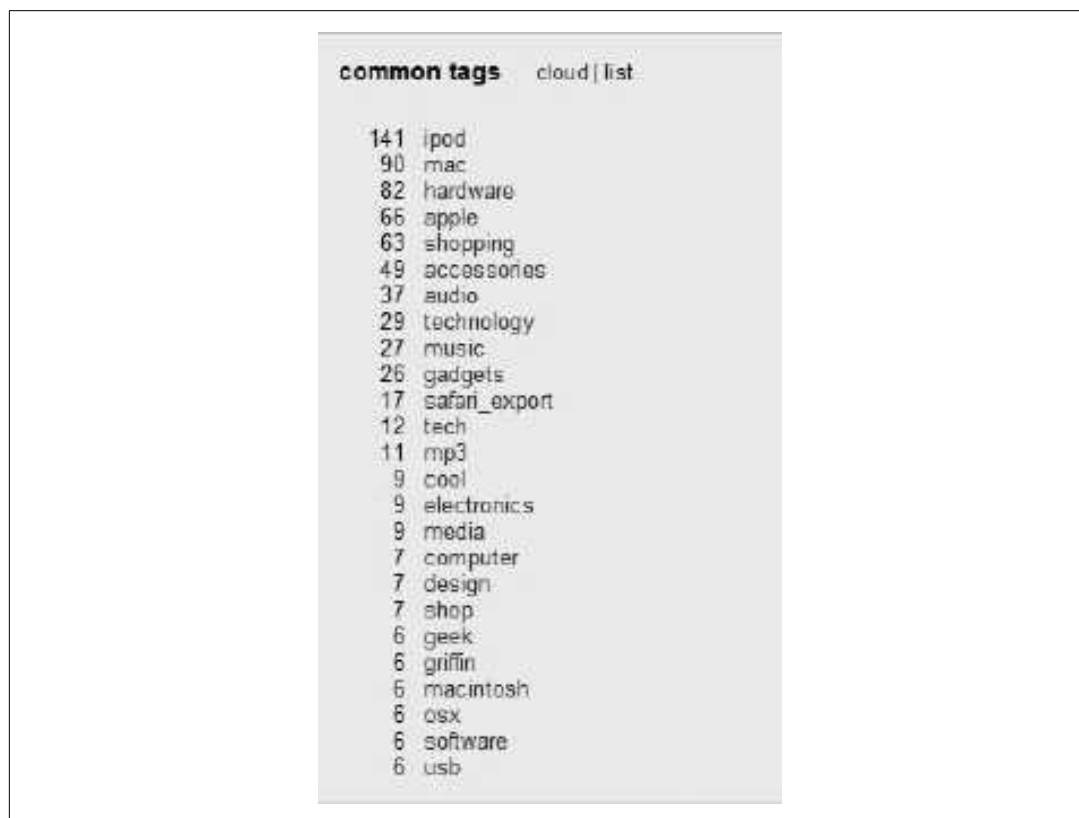 common tags cloud | list
141 ipod
90 mac
82 hardware
66 apple
63 shopping
49 accessories
37 audio
29 technology
27 music
26 gadgets
17 safari_export
12 tech
11 mp3
9 cool
9 electronics
9 media
7 computer
7 design
7 shop
6 geek
6 griffin
6 macintosh
6 osx
6 software
6 usb